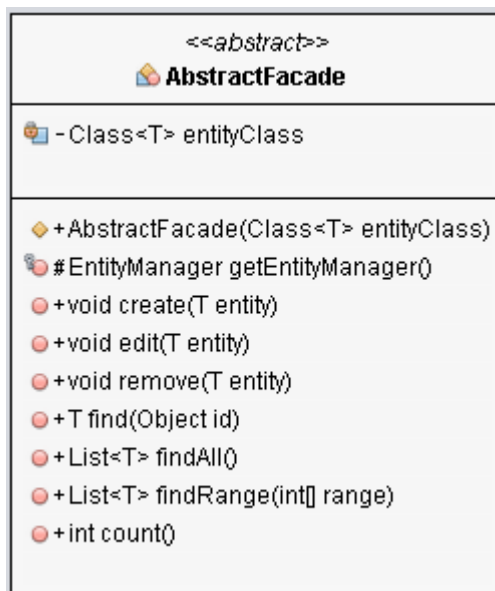 <<abstract>>
AbstractFacade
-Class<T> entityClass
+AbstractFacade(Class<T> entityClass)
#EntityManager getEntityManager()
+void create(T entity)
+void edit(T entity)
+void remove(T entity)
+T find(Object id)
+List<T> findAll()
+List<T> findRange(int[] range)
+int count()